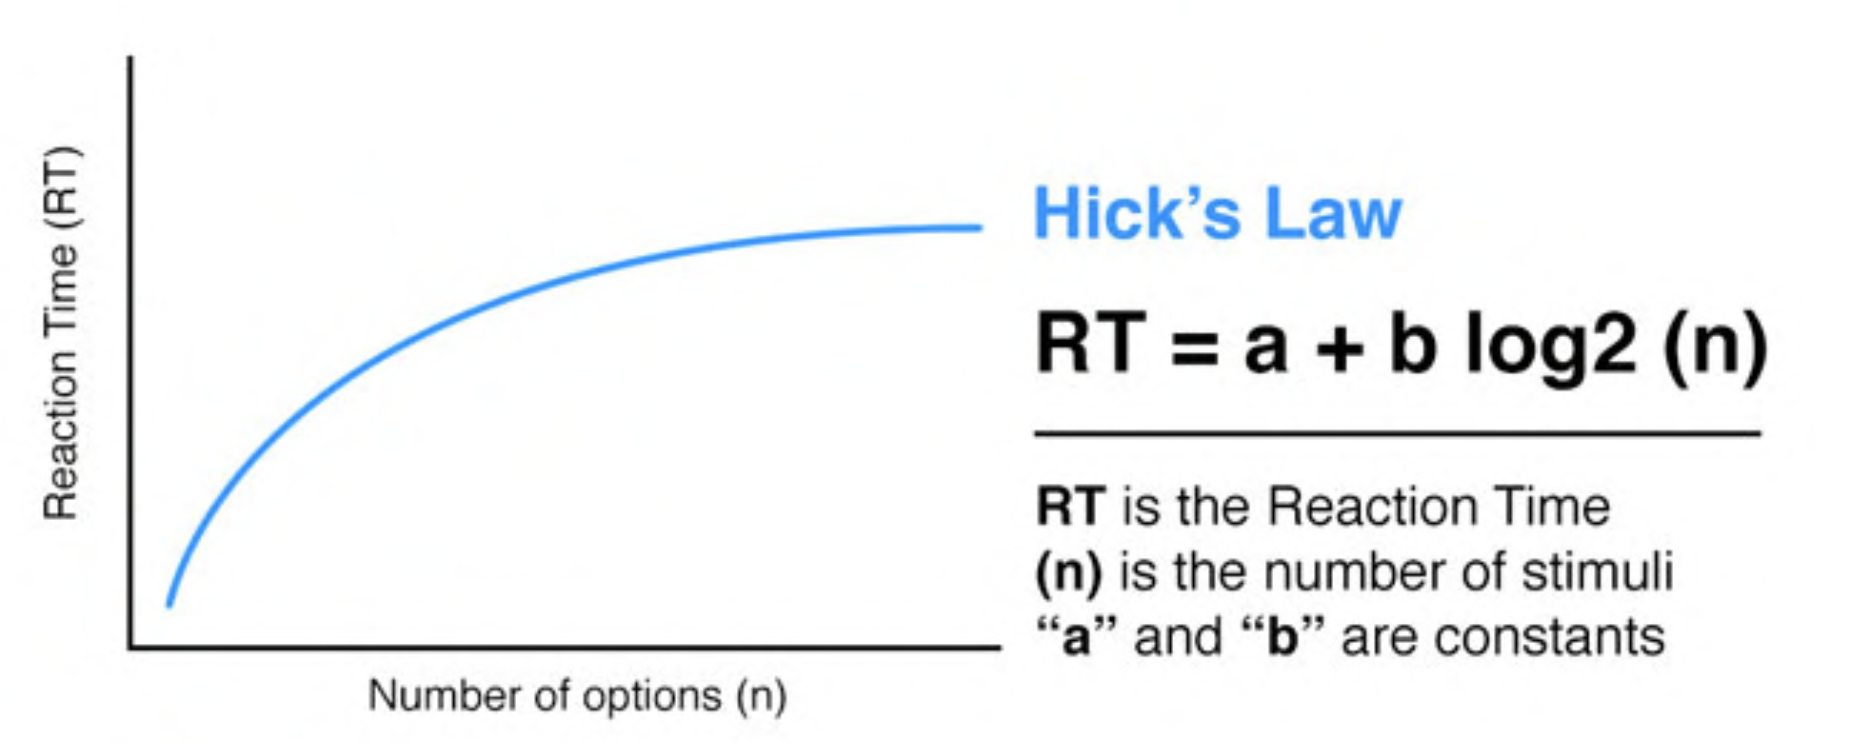 Reaction Time (RT)
Number of options (n)
Hick’s Law
RT = a + b log2 (n)
RT is the Reaction Time
(n) is the number of stimuli
“a” and “b” are constants